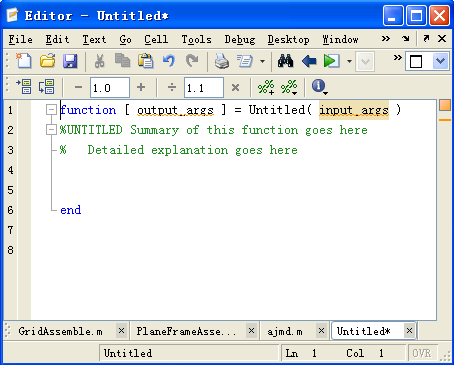 Editor - Untitled*
File Edit Text Go Cell Tools Debug Desktop Window »
» 
- 1.0 + ÷ 1.1 ×
1 function [ output_args ] = Untitled( input_args )
2 %UNTITLED Summary of this function goes here
3 % Detailed explanation goes here
4
5
6 end
7
8
GridAssemble.m × PlaneFrameAsse... × ajmd.m × Untitled* ×
Untitled Ln 1 Col 1 OVR